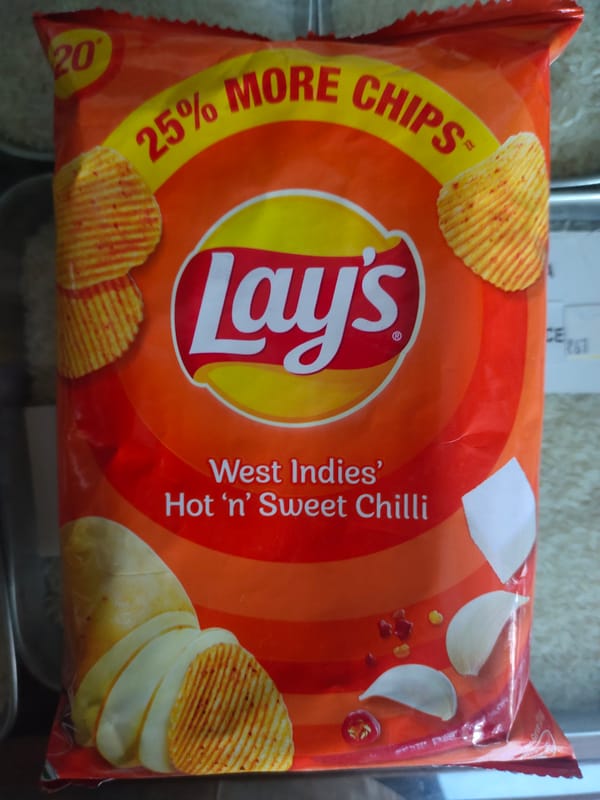 20*
25% MORE CHIPS≈
Lay's®
West Indies'
Hot 'n' Sweet Chilli